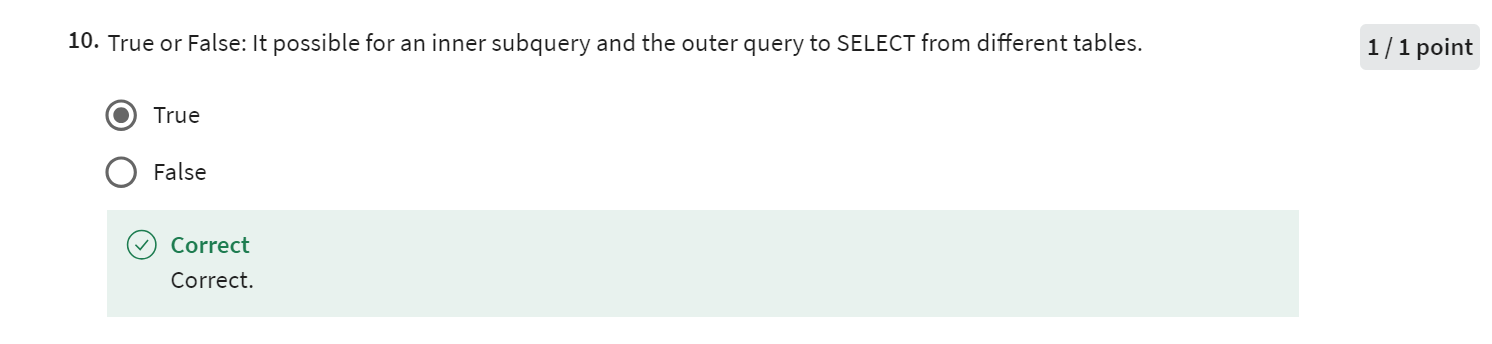 10. True or False: It possible for an inner subquery and the outer query to SELECT from different tables.
1 / 1 point
True
False
Correct
Correct.